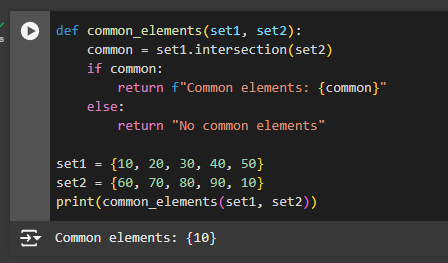 def common_elements(set1, set2):
    common = set1.intersection(set2)
    if common:
        return f"Common elements: {common}"
    else:
        return "No common elements"

set1 = {10, 20, 30, 40, 50}
set2 = {60, 70, 80, 90, 10}
print(common_elements(set1, set2))
Common elements: {10}